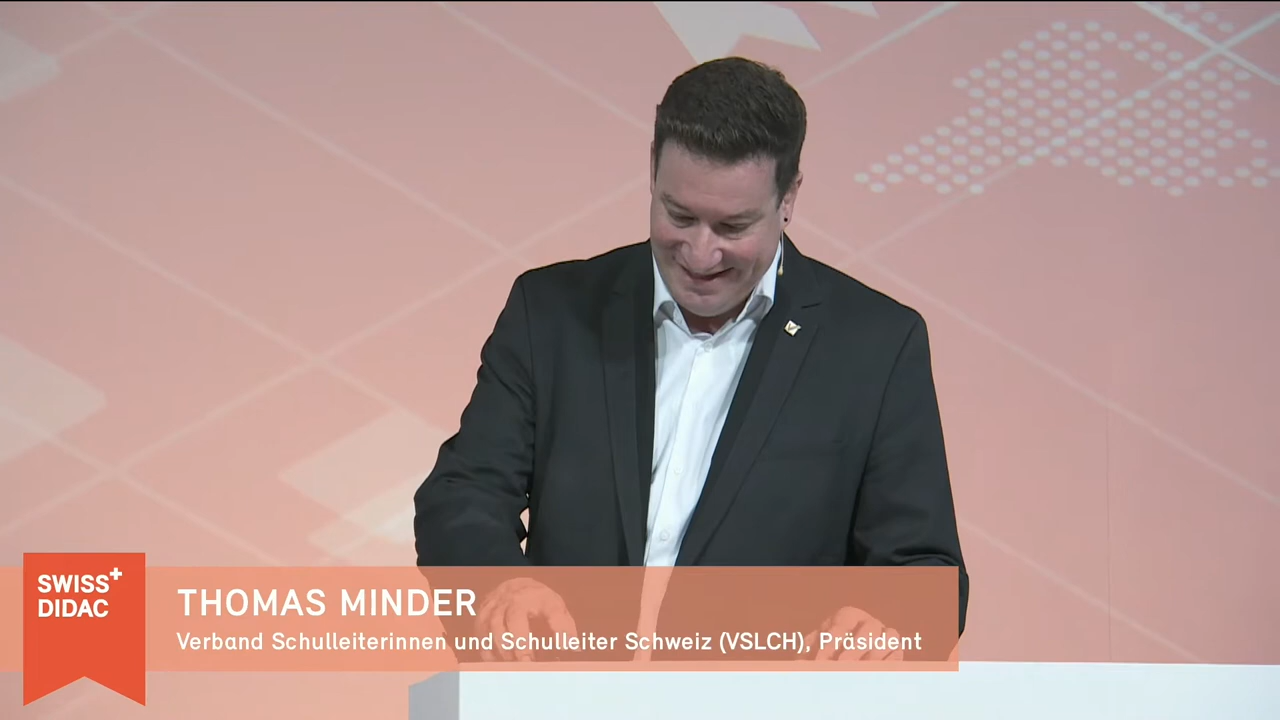 SWISS+
DIDAC
THOMAS MINDER
Verband Schulleiterinnen und Schulleiter Schweiz (VSLCH), Präsident